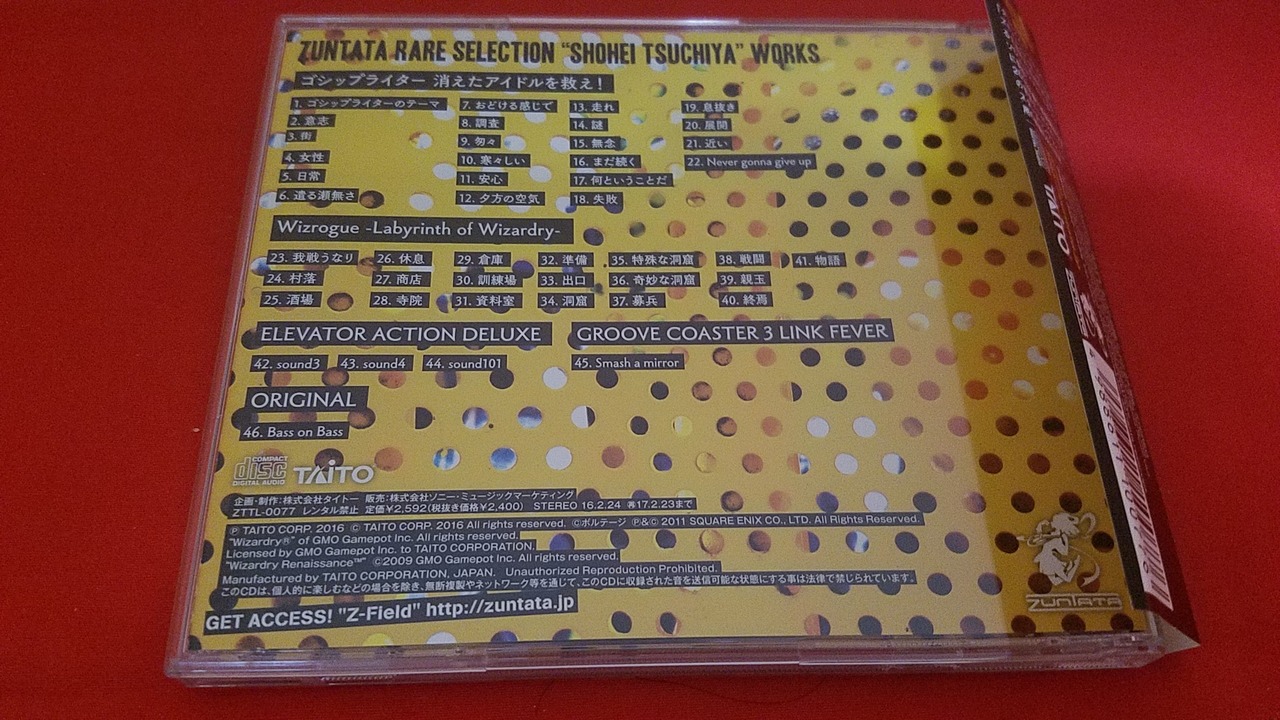 ZUNTATA RARE SELECTION "SHOHEI TSUCHIYA" WORKS
ゴシップライター 消えたアイドルを救え!
1. ゴシップライターのテーマ
2. 意志
3. 街
4. 女性
5. 日常
6. 遣る瀬無さ
7. おどける感じで
8. 調査
9. 匆々
10. 寒々しい
11. 安心
12. 夕方の空気
13. 走れ
14. 謎
15. 無念
16. まだ続く
17. 何ということだ
18. 失敗
19. 息抜き
20. 展開
21. 近い
22. Never gonna give up
Wizrogue -Labyrinth of Wizardry-
23. 我戦うなり
24. 村落
25. 酒場
26. 休息
27. 商店
28. 寺院
29. 倉庫
30. 訓練場
31. 資料室
32. 準備
33. 出口
34. 洞窟
35. 特殊な洞窟
36. 奇妙な洞窟
37. 募兵
38. 戦闘
39. 親玉
40. 終焉
41. 物語
ELEVATOR ACTION DELUXE
42. sound3
43. sound4
44. sound101
GROOVE COASTER 3 LINK FEVER
45. Smash a mirror
ORIGINAL
46. Bass on Bass
COMPACT
disc
DIGITAL AUDIO
TAITO
企画・制作:株式会社タイトー 販売:株式会社ソニー・ミュージックマーケティング
ZTTL-0077 レンタル禁止 定価¥2,592(税抜き価格¥2,400) STEREO 16.2.24 再17.2.23まで
Ⓟ TAITO CORP. 2016 © TAITO CORP. 2016 All rights reserved. ©ボルテージ Ⓟ&© 2011 SQUARE ENIX CO., LTD. All Rights Reserved.
"Wizardry®" of GMO Gamepot Inc. All rights reserved.
Licensed by GMO Gamepot Inc. to TAITO CORPORATION.
"Wizardry Renaissance™" ©2009 GMO Gamepot Inc. All rights reserved.
Manufactured by TAITO CORPORATION, JAPAN. Unauthorized Reproduction Prohibited.
このCDは、個人的に楽しむなどの場合を除き、無断複製やネットワーク等を通じて、このCDに収録された音を送信可能な状態にする事は法律で禁じられています。
GET ACCESS! "Z-Field" http://zuntata.jp
ZUNTATA
TAITO